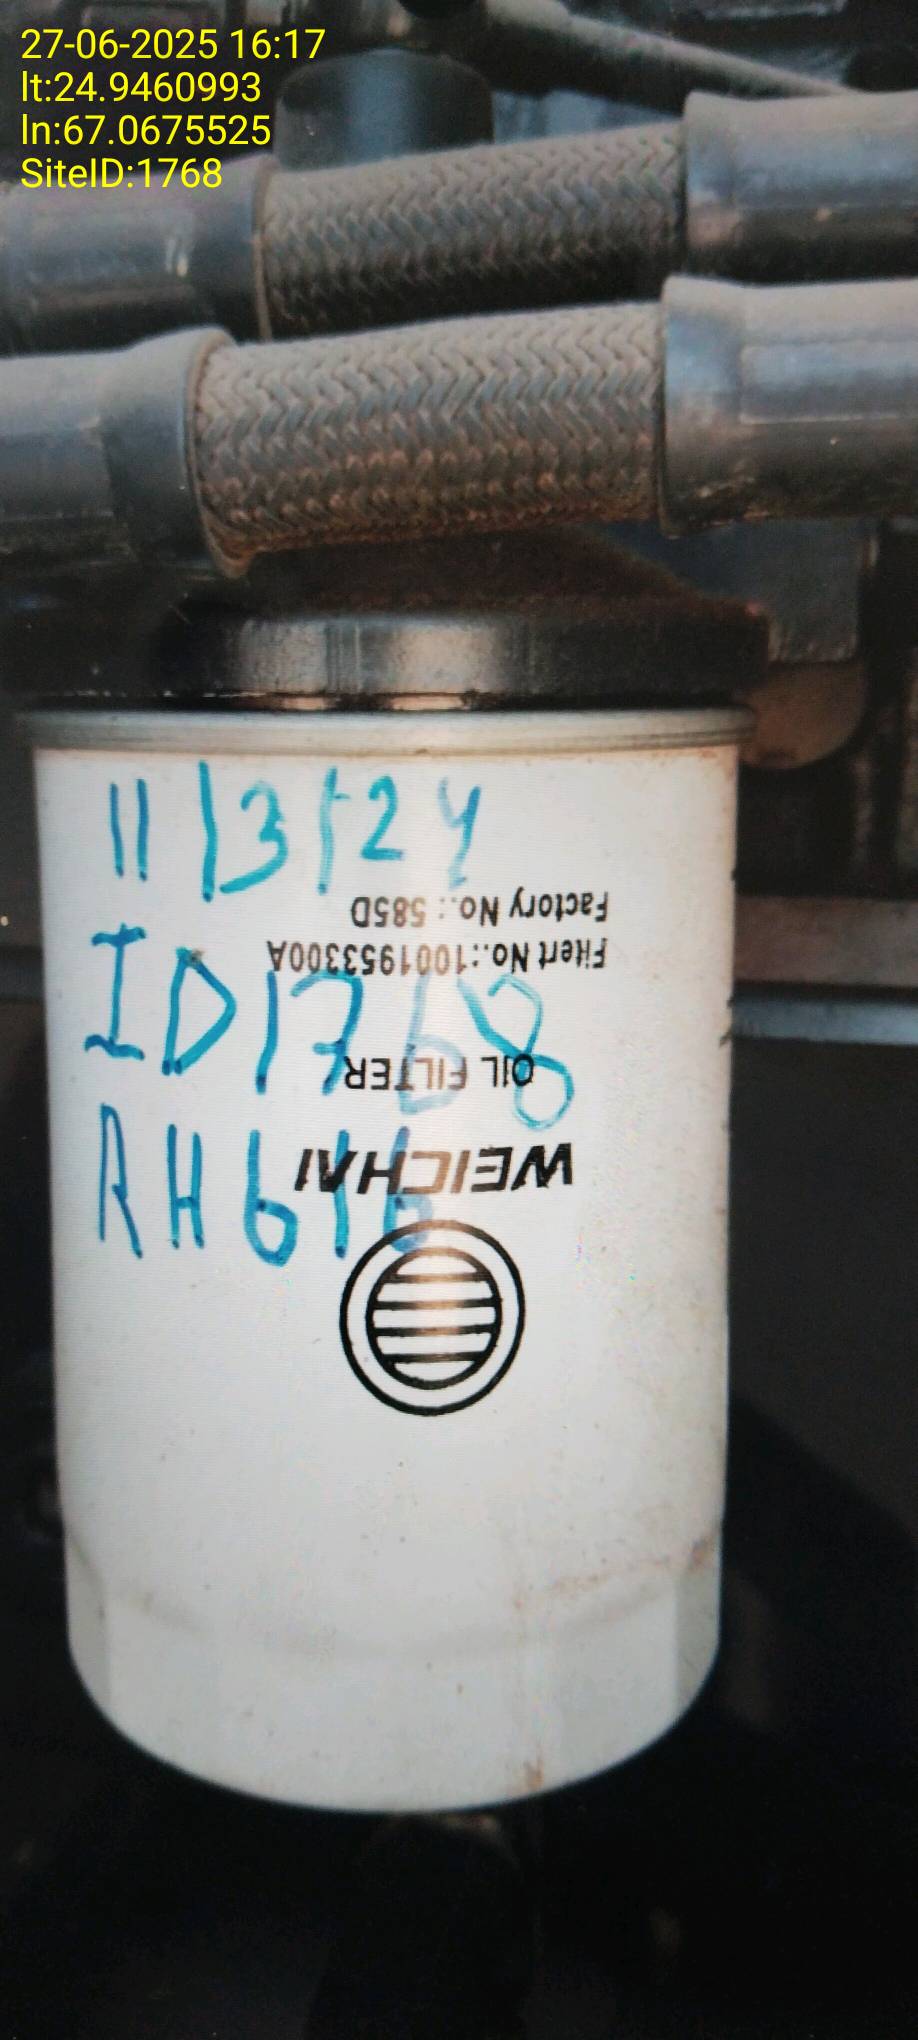 27-06-2025 16:17
lt:24.9460993
ln:67.0675525
SiteID:1768
11/3/24
ID1768
RH616
WEICHAI
OIL FILTER
Fitert No.:1001953300A
Factory No.: 585D